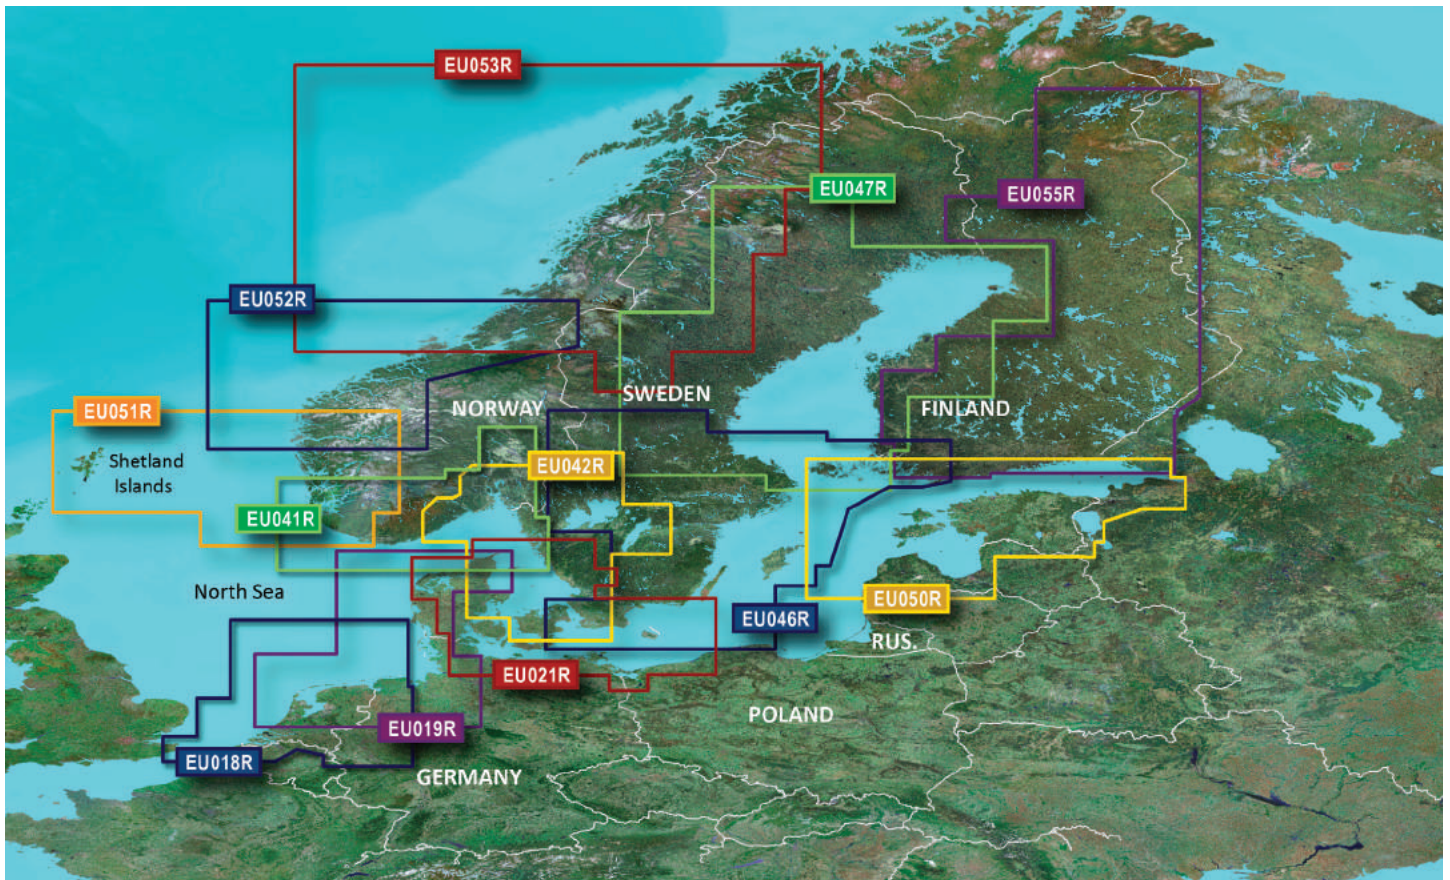 EU053R
EU047R
EU055R
EU052R
SWEDEN
NORWAY
FINLAND
EU051R
Shetland
Islands
EU042R
EU041R
North Sea
EU050R
EU046R
RUS.
EU021R
POLAND
EU019R
EU018R
GERMANY